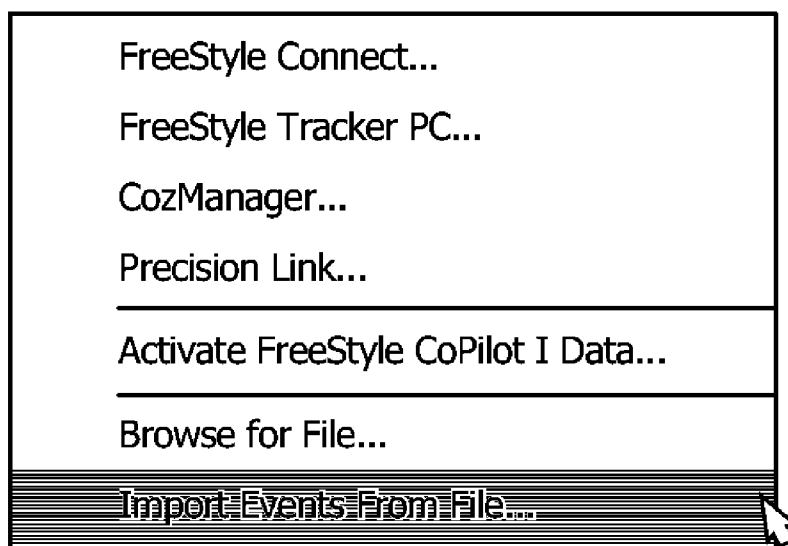 FreeStyle Connect...
FreeStyle Tracker PC...
CozManager...
Precision Link...
Activate FreeStyle CoPilot I Data...
Browse for File...
Import Events From File...